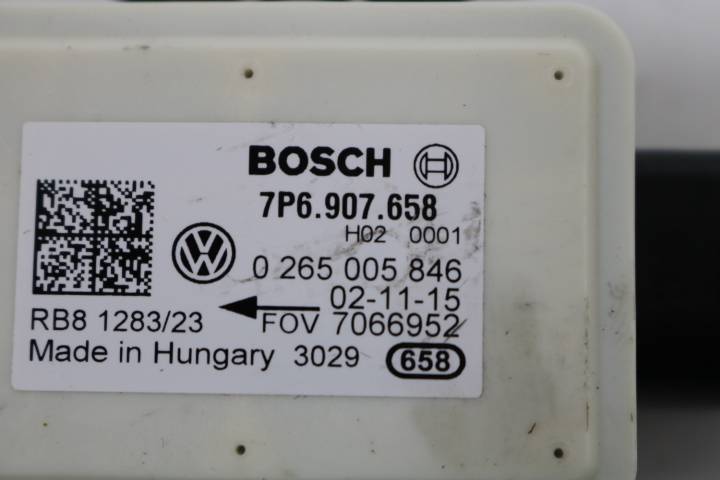 BOSCH
7P6.907.658
H02 0001
0 265 005 846
02-11-15
RB8 1283/23 FOV 7066952
Made in Hungary 3029 658